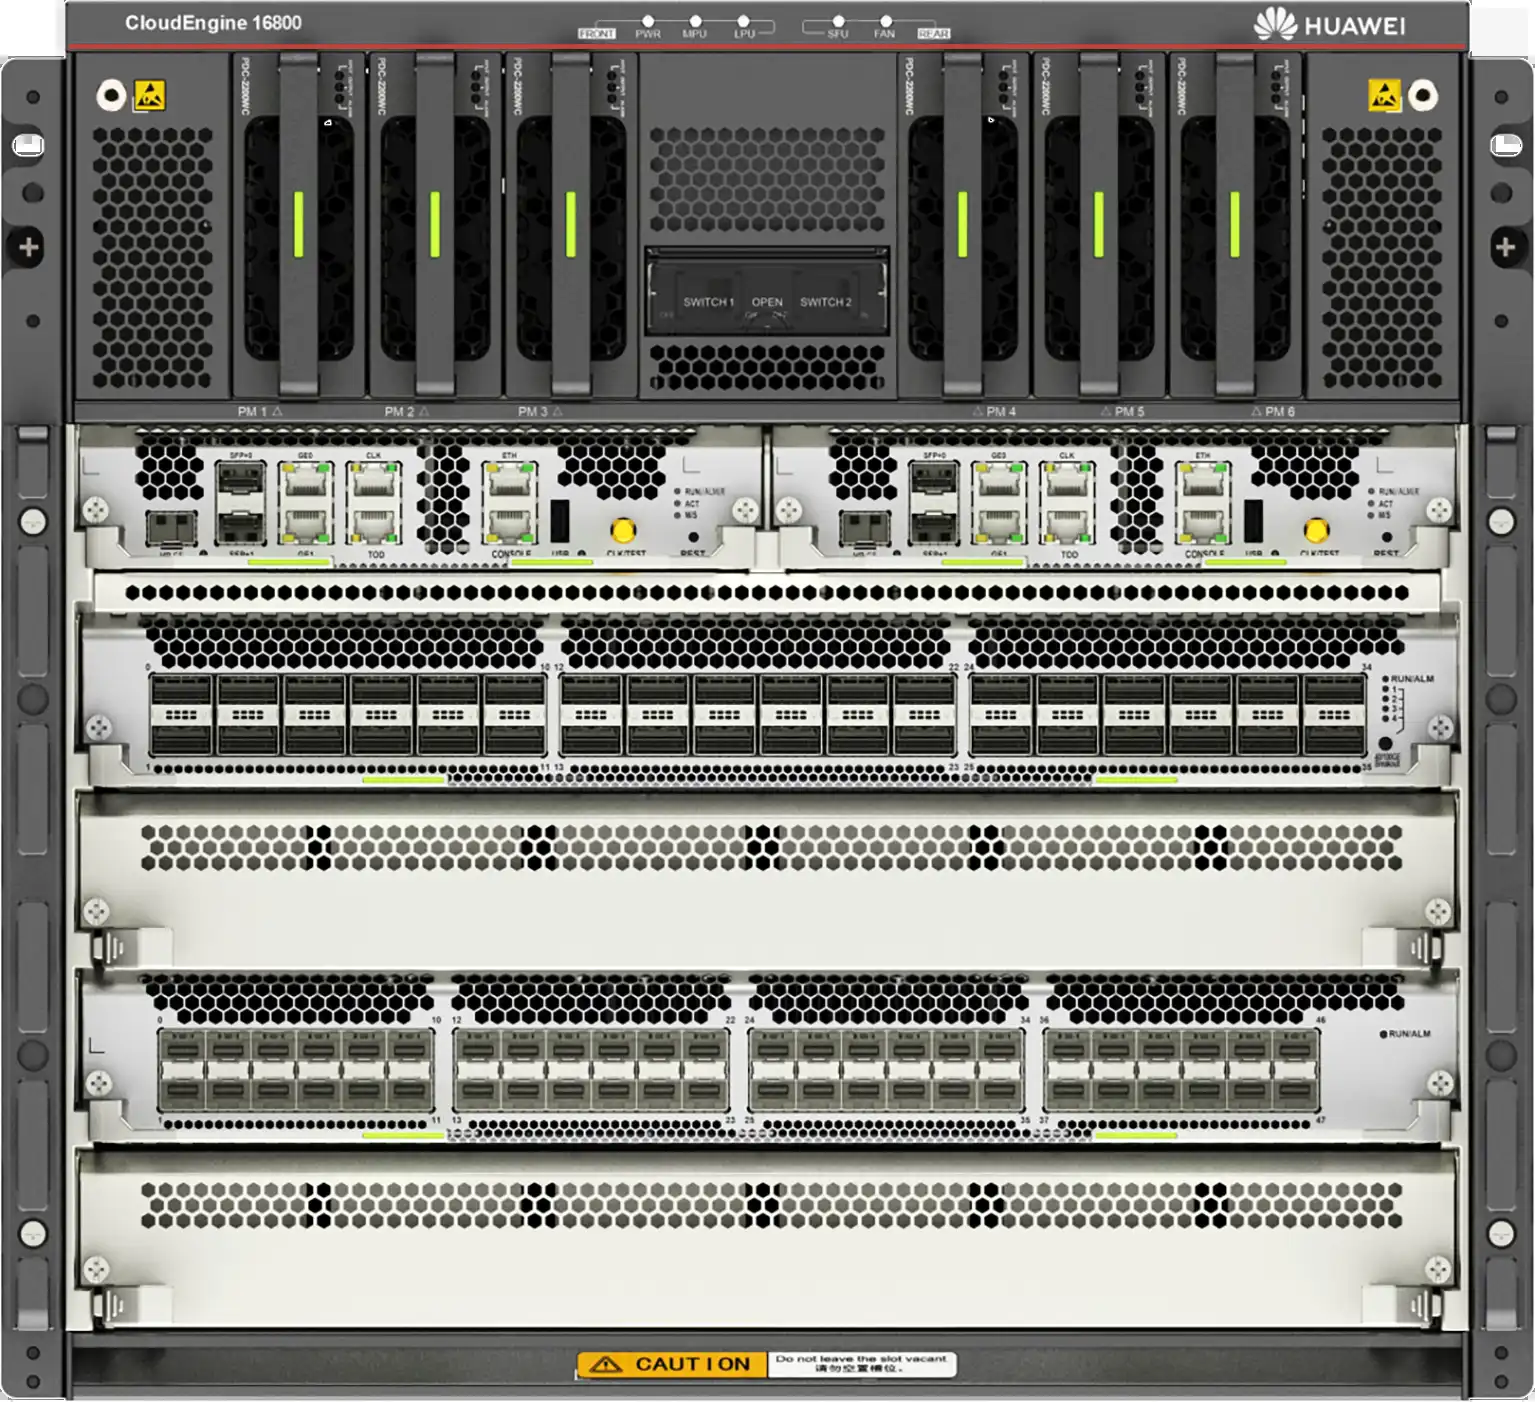 CloudEngine 16800
FRONT PWR MPU LPU SFU FAN REAR
HUAWEI
PDC-2200WC PDC-2200WC PDC-2200WC PDC-2200WC PDC-2200WC PDC-2200WC
SWITCH 1 OPEN SWITCH 2
PM 1 △ PM 2 △ PM 3 △ △ PM 4 △ PM 5 △ PM 6
SFP+0 GE0 CLK ETH SFP+0 GE0 CLK ETH
RUN/ALM/R RUN/ALM/R
ACT ACT
M/S M/S
SFP+1 GE1 TOD CONSOLE USB CLK/TEST REST SFP+1 GE1 TOD CONSOLE USB CLK/TEST REST
0 10 12 22 24 34
RUN/ALM
1
2
3
4
1 11 13 23 25 35
0 10 12 22 24 34 36 46
RUN/ALM
1 11 13 23 25 35 37 47
CAUTION
Do not leave the slot vacant
请勿空置槽位。